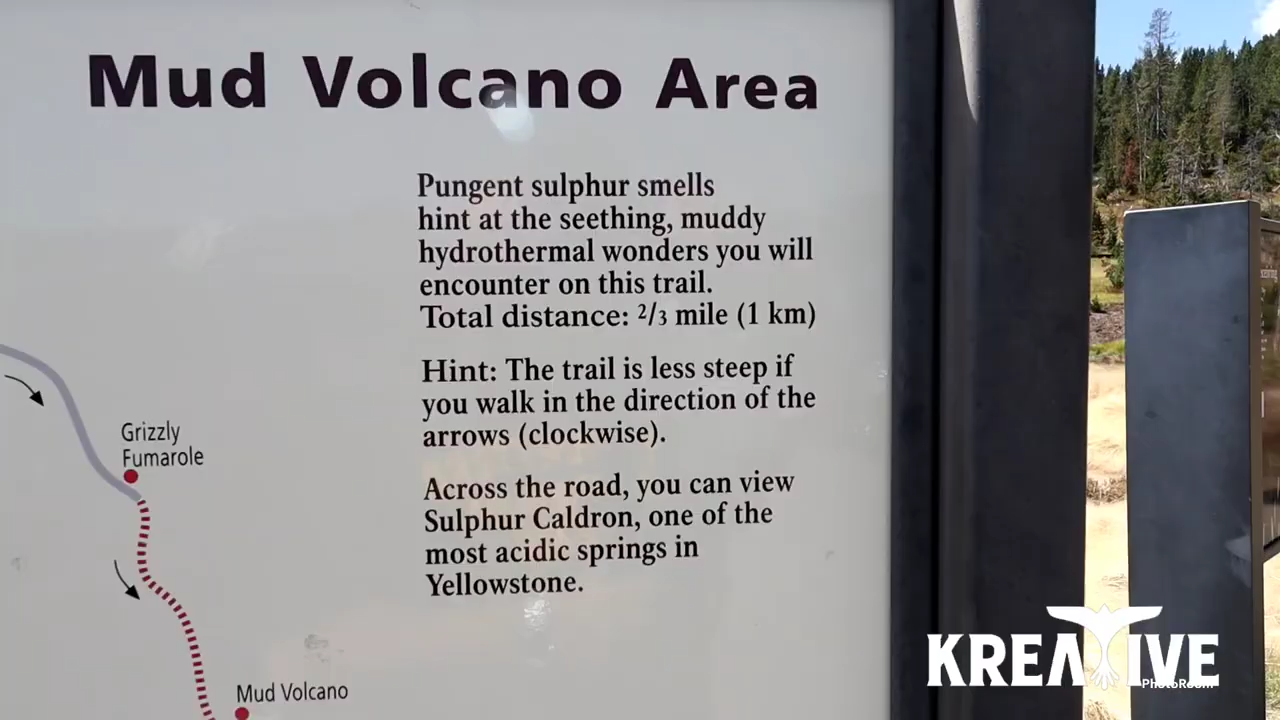 Mud Volcano Area
Pungent sulphur smells
hint at the seething, muddy
hydrothermal wonders you will
encounter on this trail.
Total distance: 2/3 mile (1 km)
Hint: The trail is less steep if
you walk in the direction of the
arrows (clockwise).
Across the road, you can view
Sulphur Caldron, one of the
most acidic springs in
Yellowstone.
Grizzly
Fumarole
Mud Volcano
KREATIVE
PhotoRoom